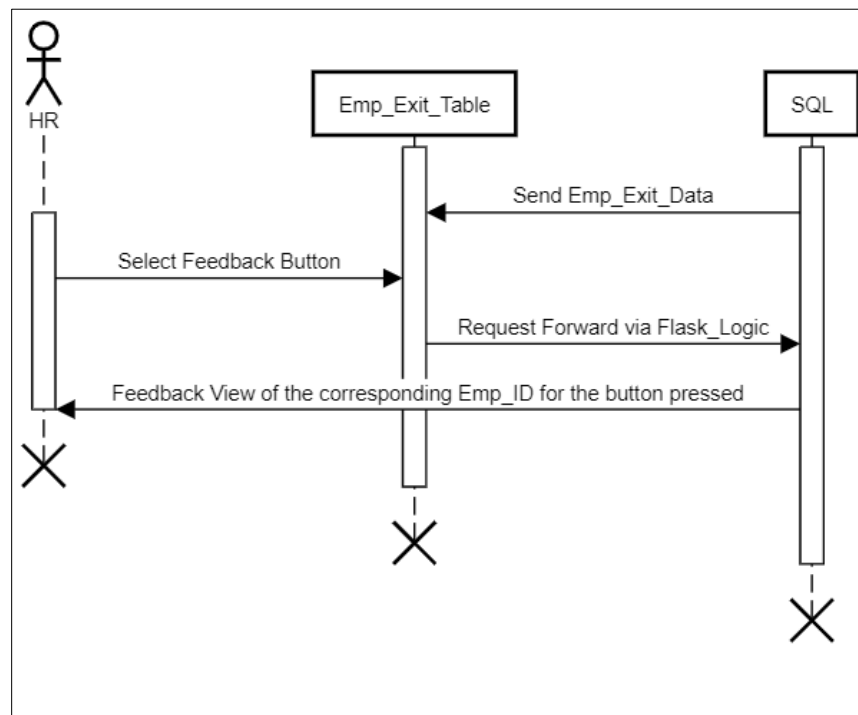 HR
Emp_Exit_Table
SQL
Send Emp_Exit_Data
Select Feedback Button
Request Forward via Flask_Logic
Feedback View of the corresponding Emp_ID for the button pressed